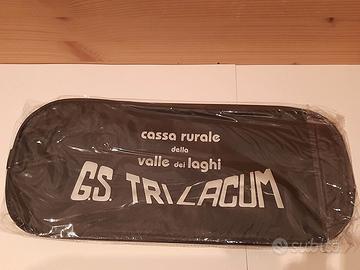 cassa rurale
della
valle dei laghi
G.S. TRILACUM
subito